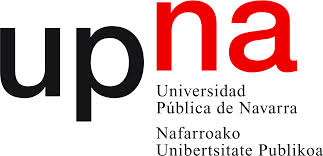 upna
Universidad
Pública de Navarra
Nafarroako
Unibertsitate Publikoa